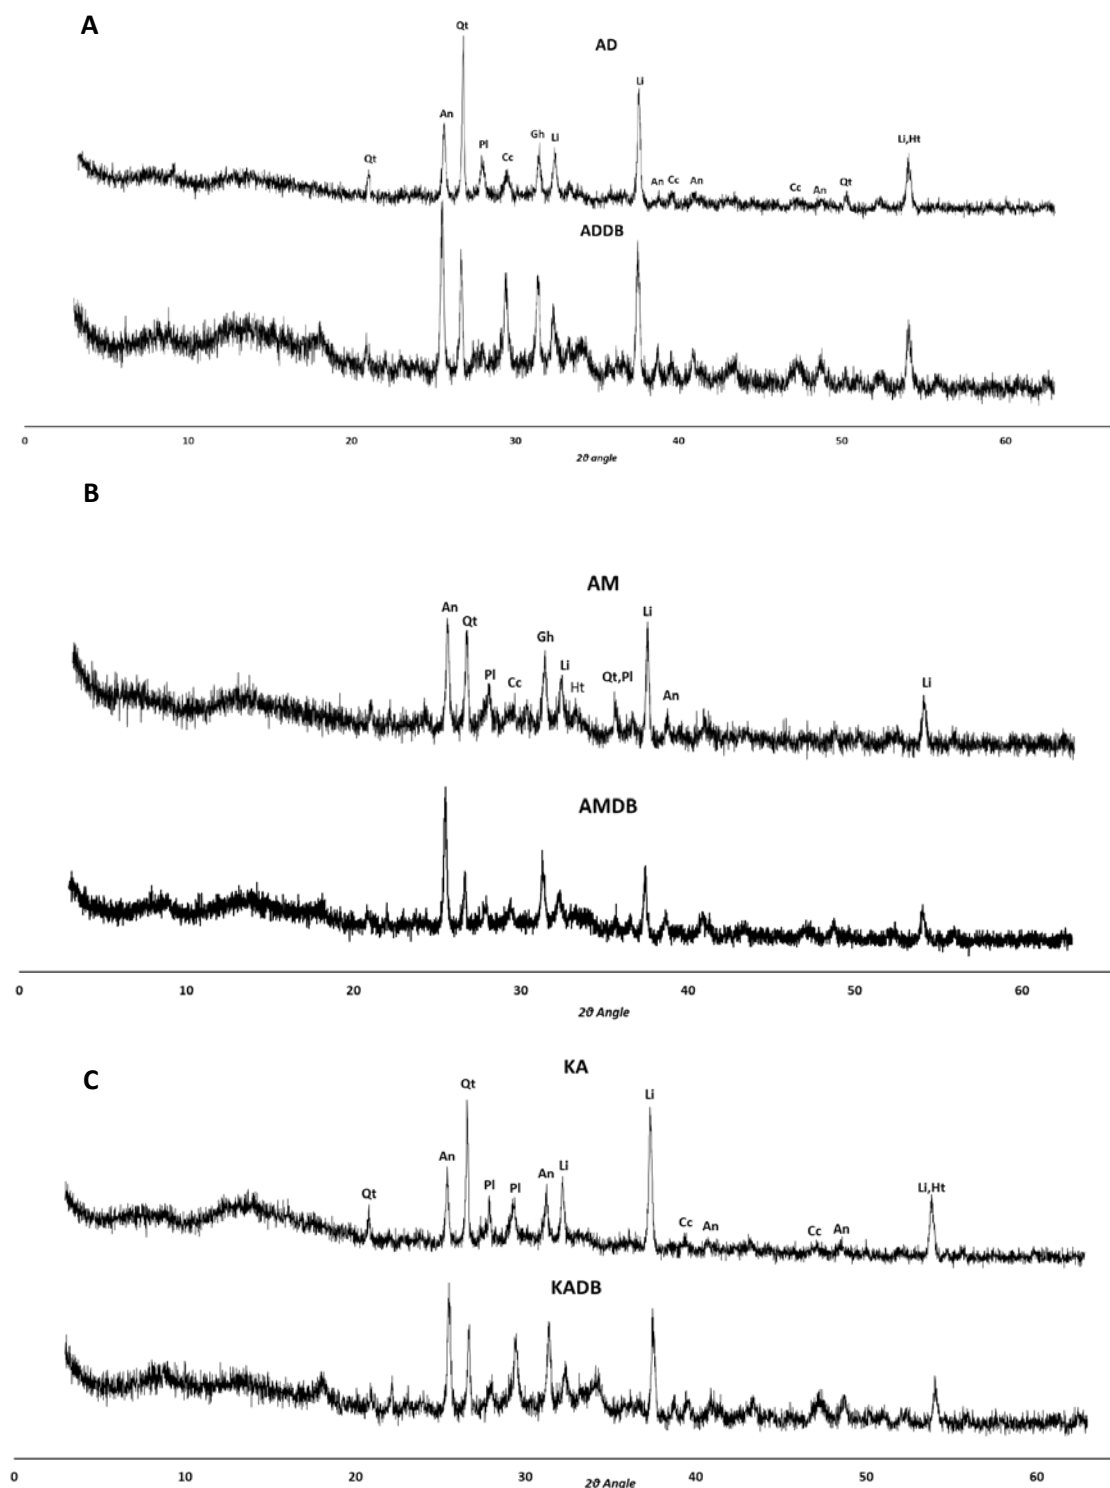 A
AD
Qt
Li
An
Gh
Li
Li,Ht
Pl
Cc
Qt
An
Cc
An
Cc
An
Qt
ADDB
0 10 20 30 40 50 60
2θ angle
B
AM
An
Qt
Li
Gh
Li
Pl
Cc
Ht
Qt,Pl
An
Li
AMDB
0 10 20 30 40 50 60
2θ Angle
C
KA
Qt
Li
An
Pl
Pl
An
Li
Qt
Li,Ht
Cc
An
Cc
An
KADB
0 10 20 30 40 50 60
2θ Angle